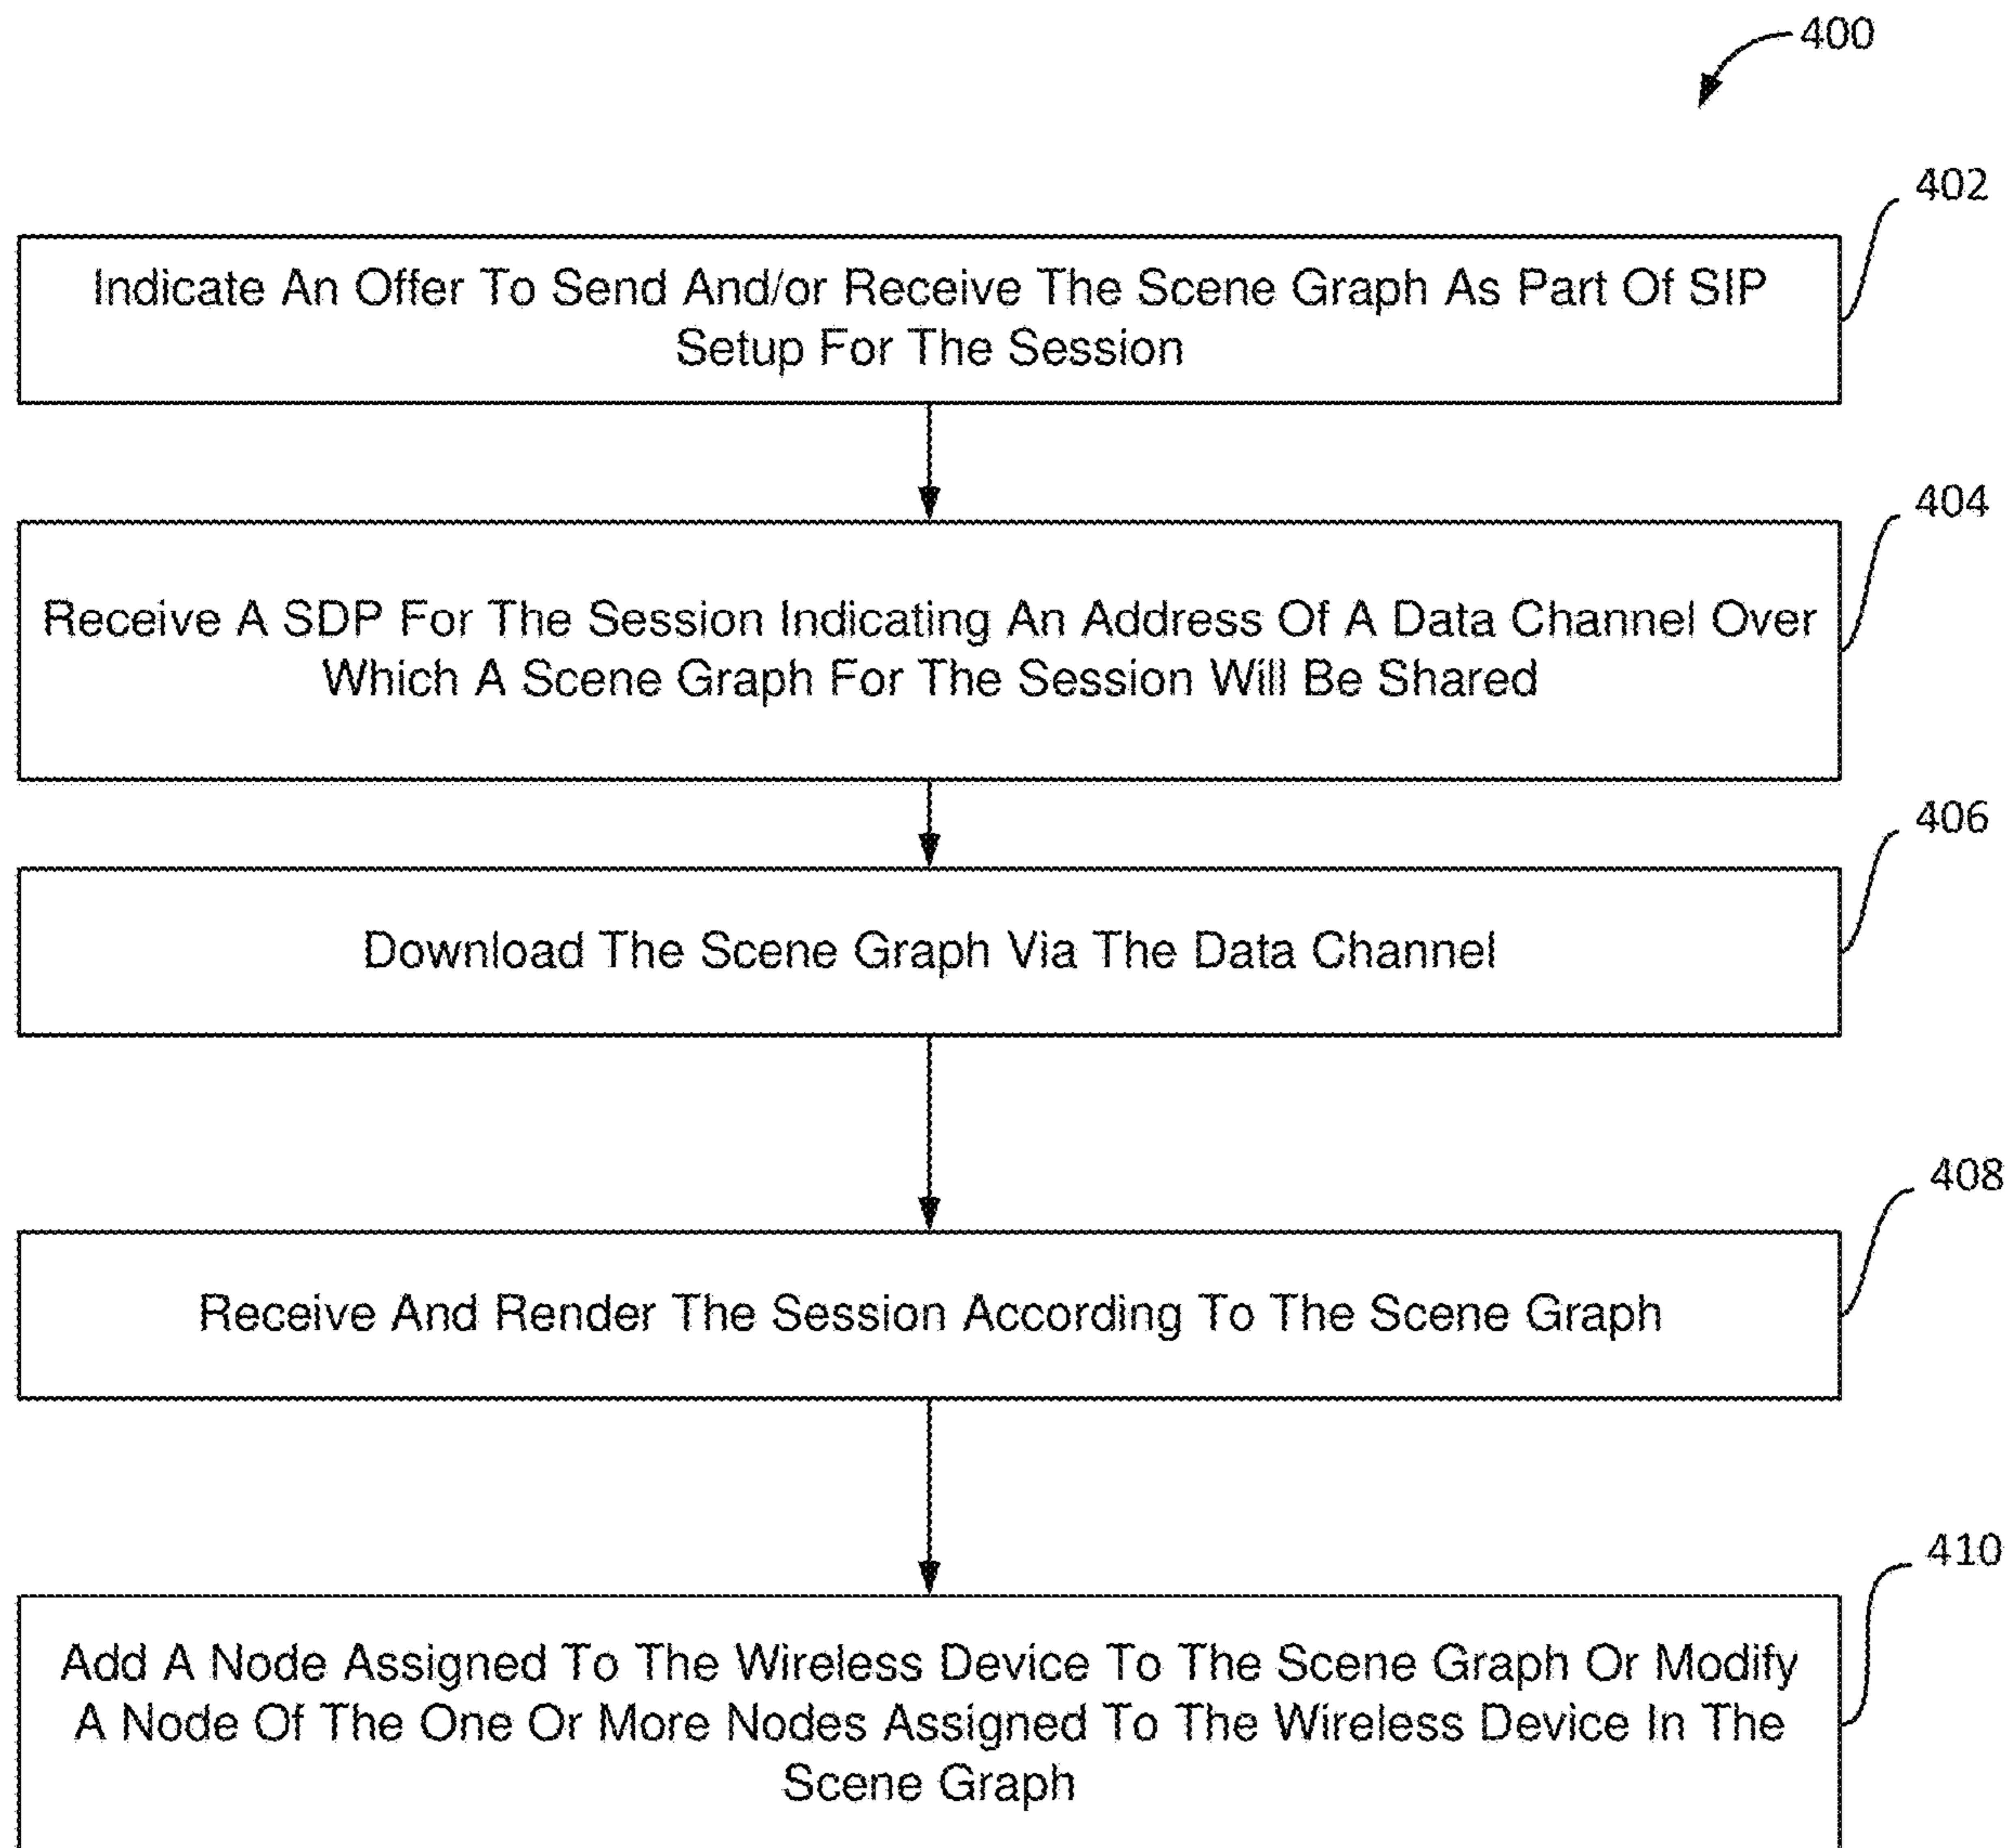 400
402
Indicate An Offer To Send And/or Receive The Scene Graph As Part Of SIP
Setup For The Session
404
Receive A SDP For The Session Indicating An Address Of A Data Channel Over
Which A Scene Graph For The Session Will Be Shared
406
Download The Scene Graph Via The Data Channel
408
Receive And Render The Session According To The Scene Graph
410
Add A Node Assigned To The Wireless Device To The Scene Graph Or Modify
A Node Of The One Or More Nodes Assigned To The Wireless Device In The
Scene Graph